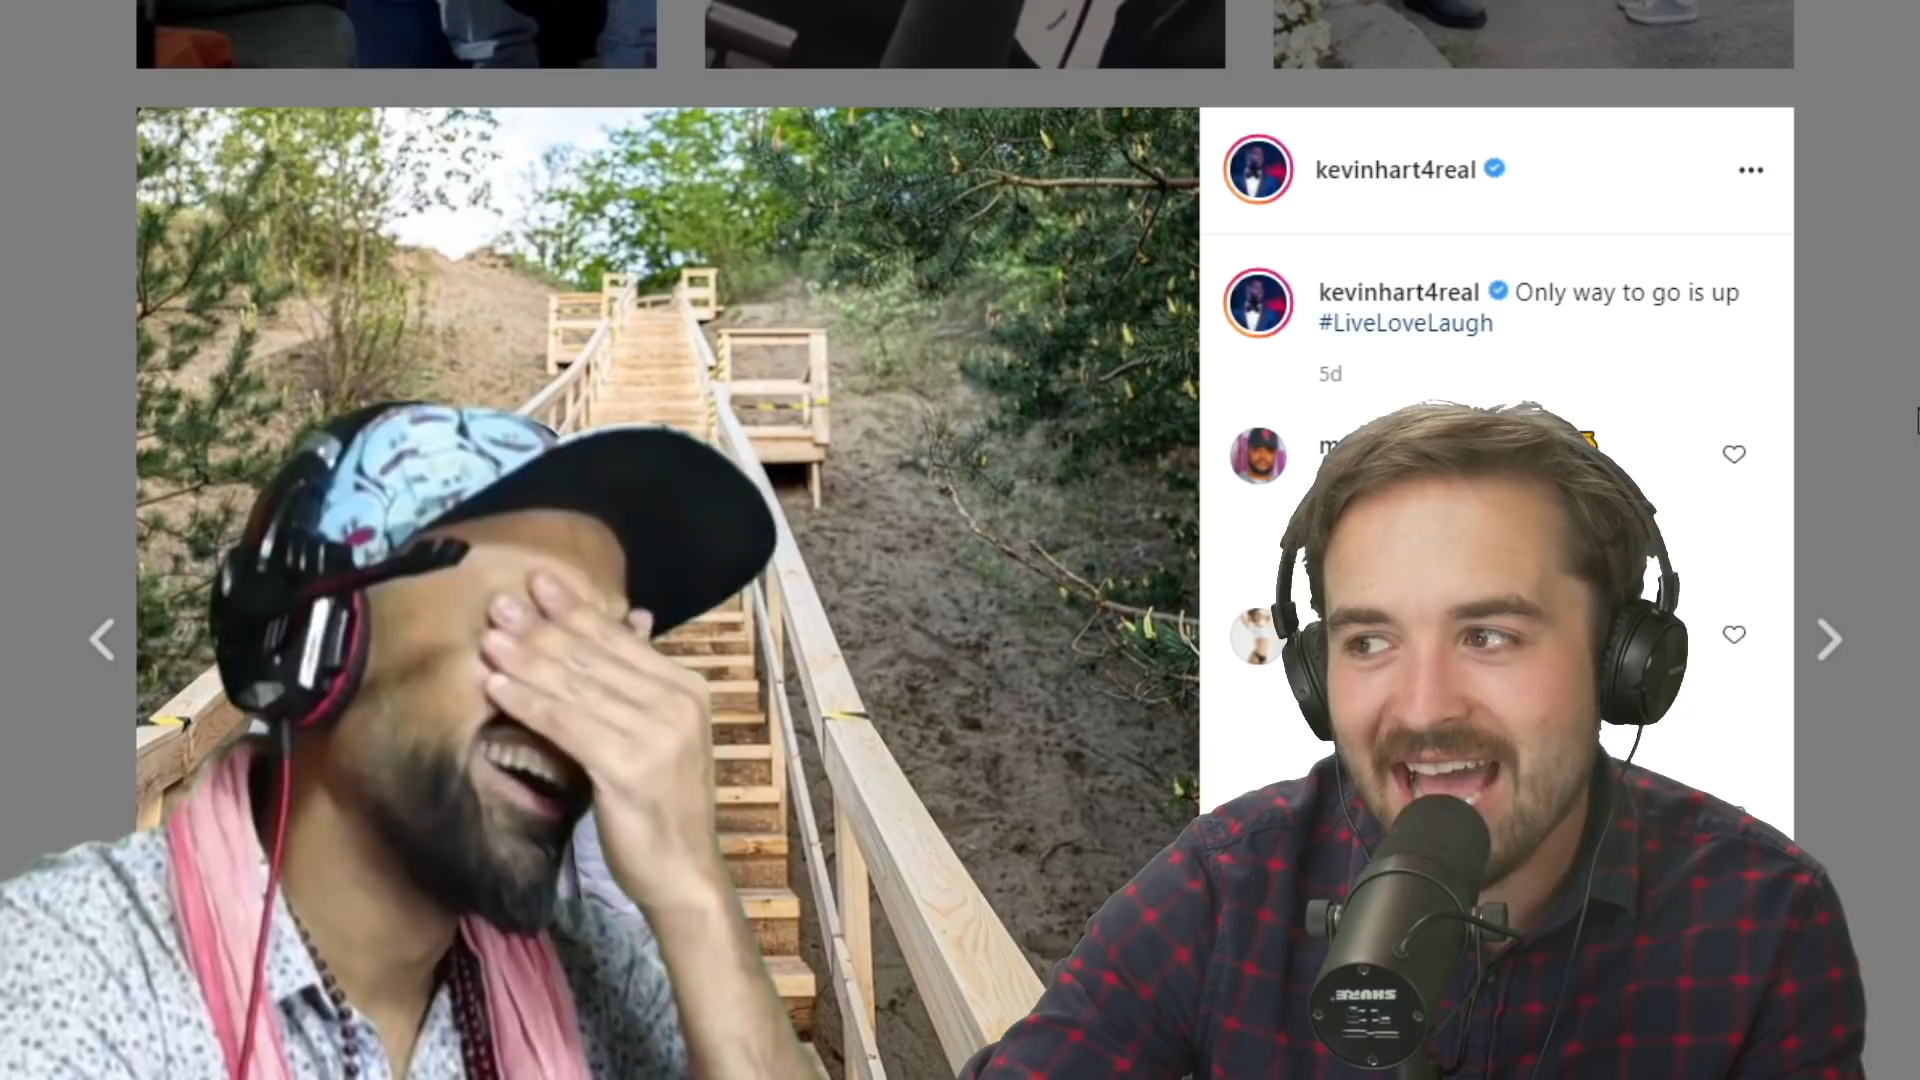 kevinhart4real
kevinhart4real Only way to go is up
#LiveLoveLaugh
5d
SHURE